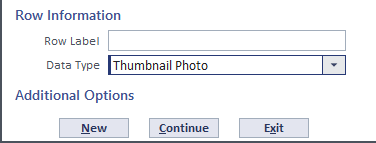 Row Information
Row Label
Data Type Thumbnail Photo
Additional Options
New Continue Exit